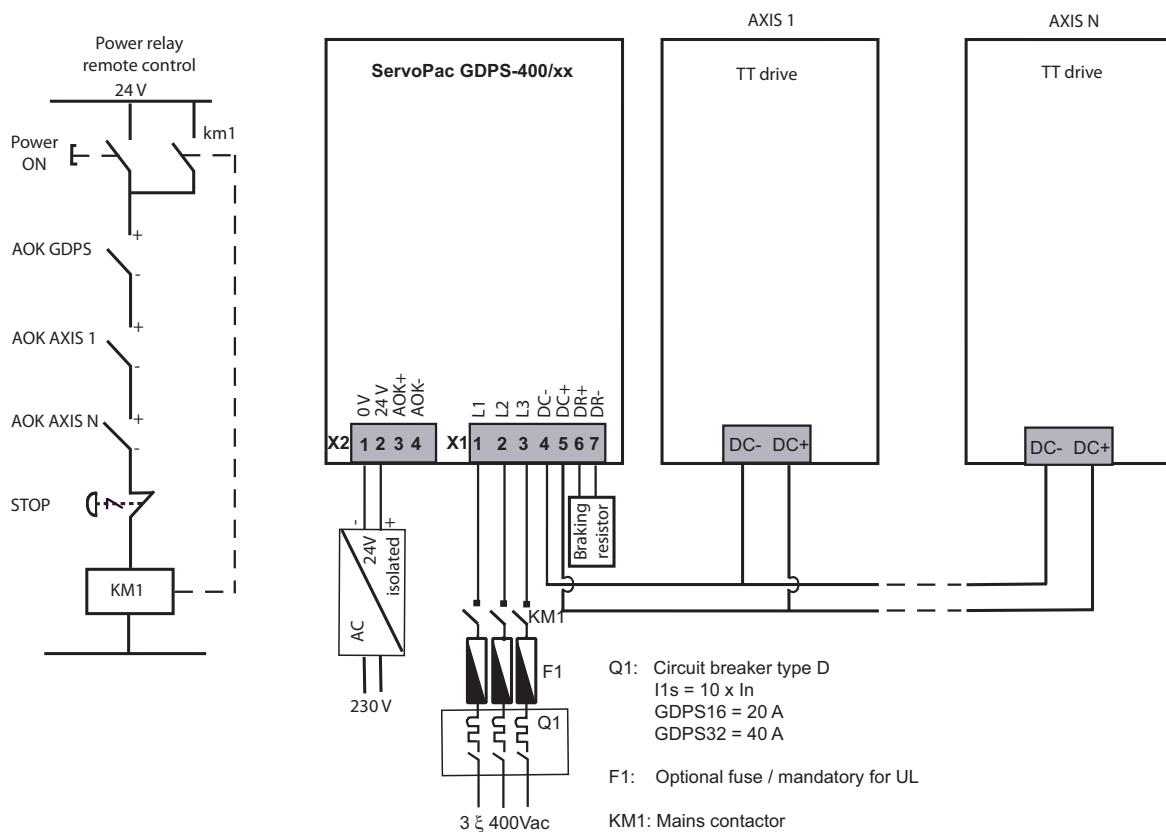 Power relay
remote control
24 V
Power
ON
km1
AOK GDPS
+
-
AOK AXIS 1
+
-
AOK AXIS N
+
-
STOP
KM1
ServoPac GDPS-400/xx
X2
0 V
24 V
AOK+
AOK-
1 2 3 4
X1
L1
L2
L3
DC-
DC+
DR+
DR-
1 2 3 4 5 6 7
- +
24V
isolated
AC
230 V
Braking
resistor
KM1
F1
Q1
3 ξ 400Vac
AXIS 1
TT drive
DC- DC+
AXIS N
TT drive
DC- DC+
Q1: Circuit breaker type D
I1s = 10 x In
GDPS16 = 20 A
GDPS32 = 40 A
F1: Optional fuse / mandatory for UL
KM1: Mains contactor